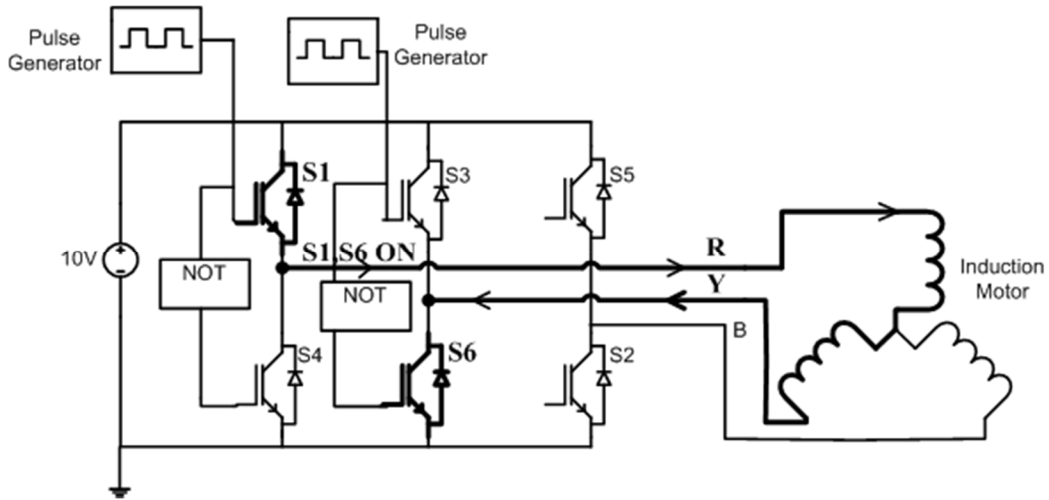 Pulse
Generator
Pulse
Generator
S1
S3
S5
10V
S1,S6 ON
R
NOT
NOT
Y
Induction
Motor
B
S4
S6
S2